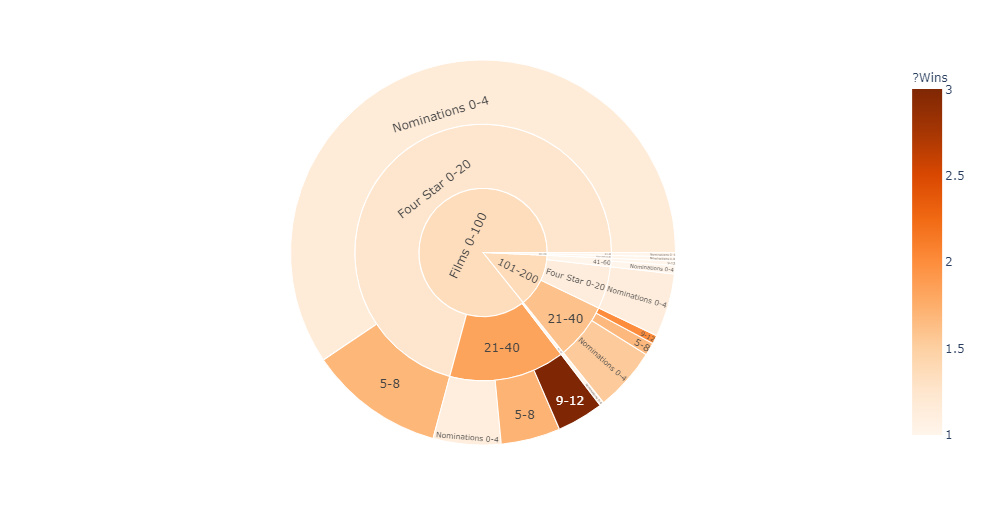 ?Wins
3
2.5
2
1.5
1
Nominations 0-4
Four Star 0-20
Films 0-100
101-200
41-60
Nominations 0-4
Four Star 0-20
Nominations 0-4
21-40
9-12
5-8
Nominations 0-4
21-40
5-8
9-12
5-8
Nominations 0-4